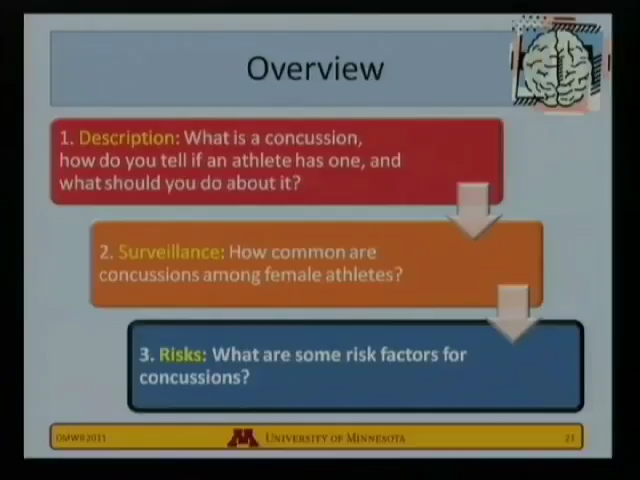 Overview
1. Description: What is a concussion,
how do you tell if an athlete has one, and
what should you do about it?
2. Surveillance: How common are
concussions among female athletes?
3. Risks: What are some risk factors for
concussions?
M UNIVERSITY OF MINNESOTA
21